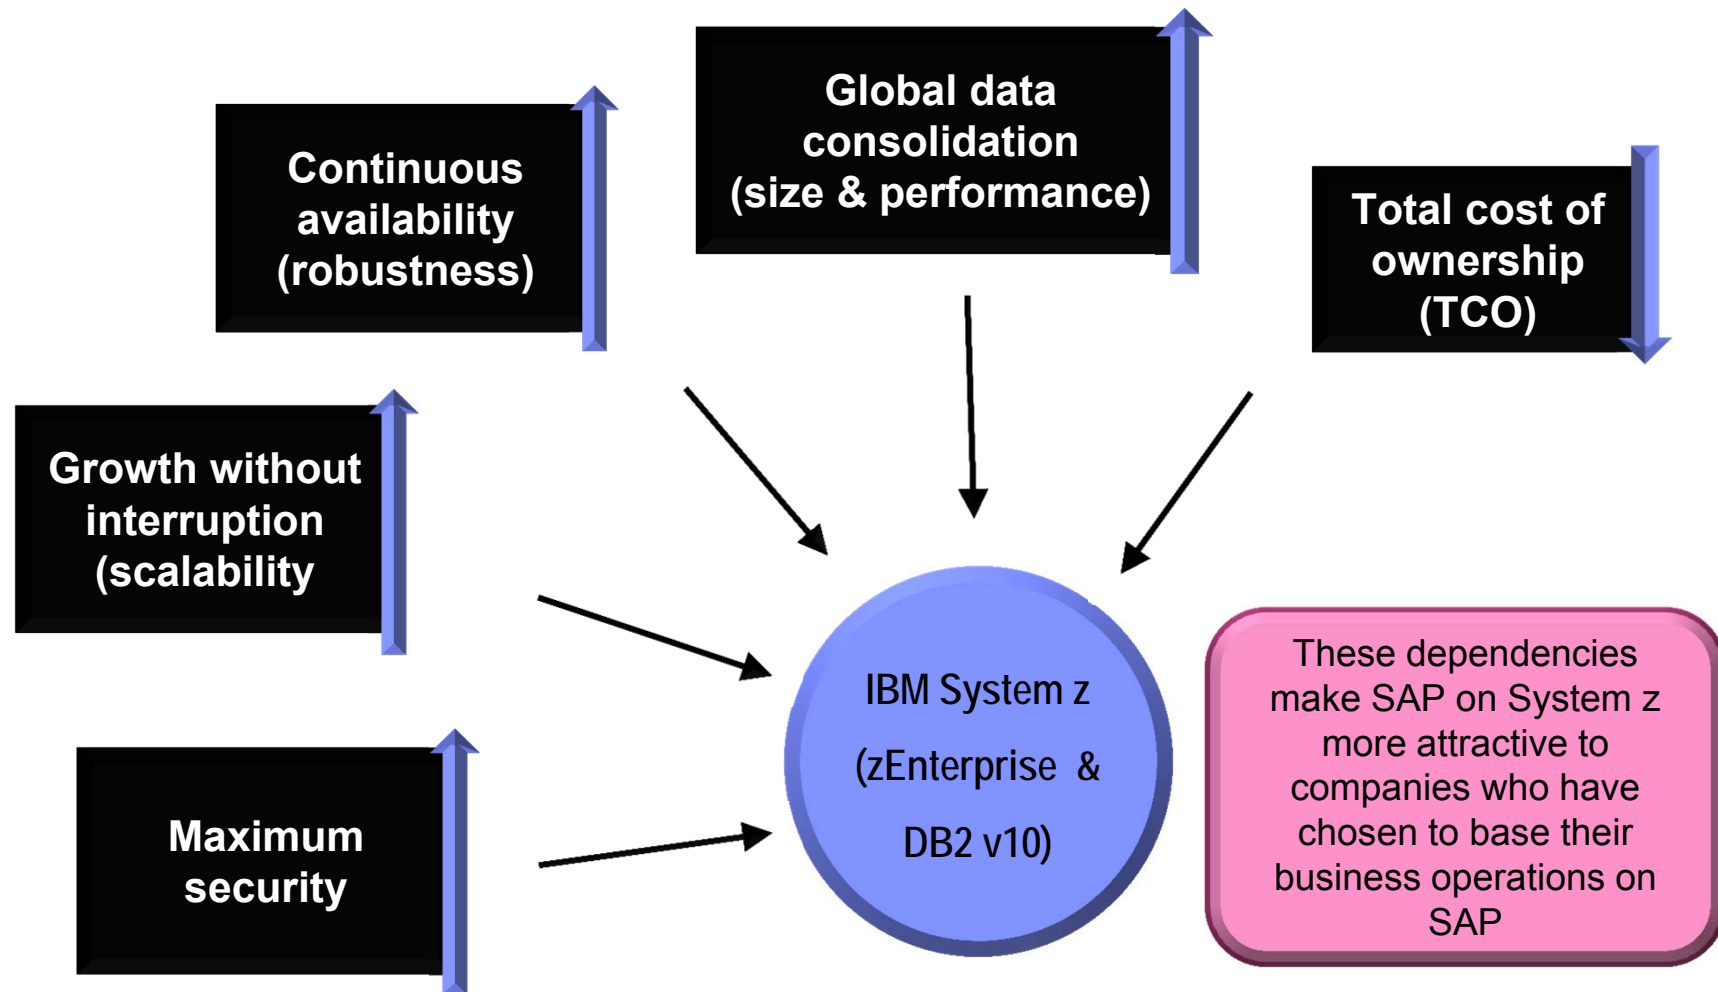 Global data
consolidation
(size & performance)
Continuous
availability
(robustness)
Total cost of
ownership
(TCO)
Growth without
interruption
(scalability
Maximum
security
IBM System z
(zEnterprise &
DB2 v10)
These dependencies
make SAP on System z
more attractive to
companies who have
chosen to base their
business operations on
SAP